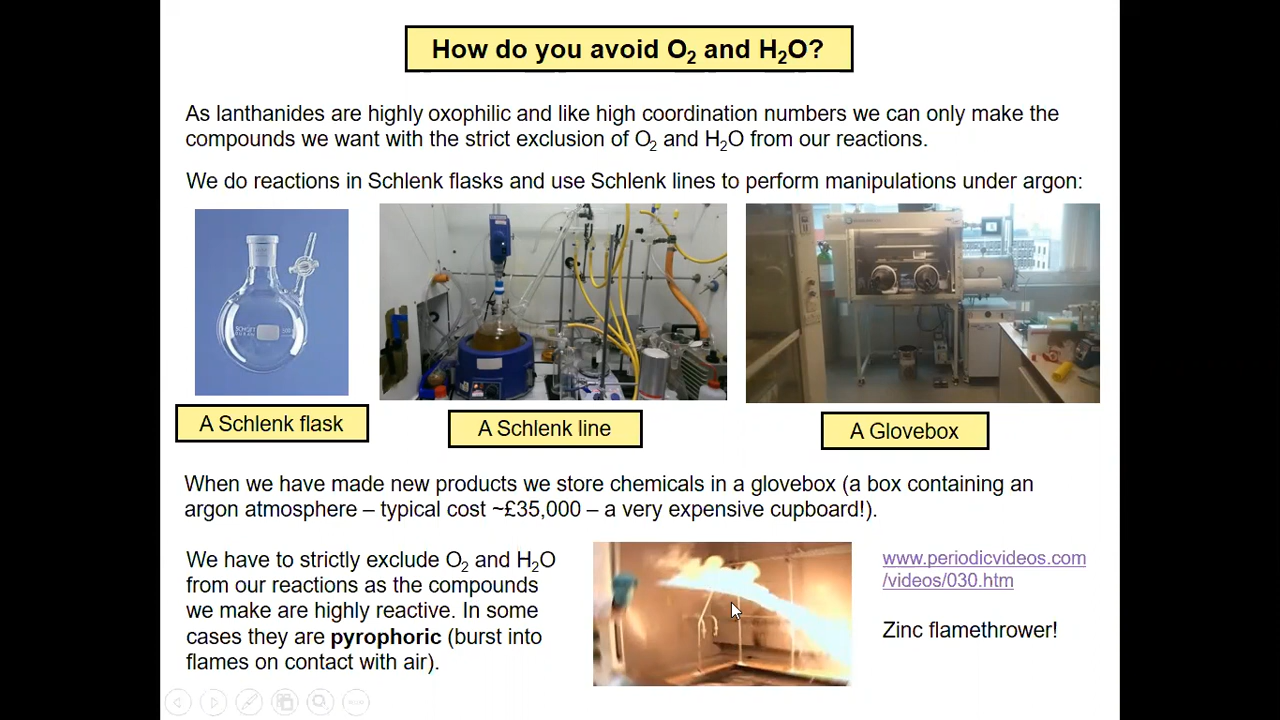 How do you avoid O₂ and H₂O?
As lanthanides are highly oxophilic and like high coordination numbers we can only make the
compounds we want with the strict exclusion of O₂ and H₂O from our reactions.
We do reactions in Schlenk flasks and use Schlenk lines to perform manipulations under argon:
A Schlenk flask
A Schlenk line
A Glovebox
When we have made new products we store chemicals in a glovebox (a box containing an
argon atmosphere – typical cost ~£35,000 – a very expensive cupboard!).
We have to strictly exclude O₂ and H₂O
from our reactions as the compounds
we make are highly reactive. In some
cases they are pyrophoric (burst into
flames on contact with air).
www.periodicvideos.com
/videos/030.htm
Zinc flamethrower!